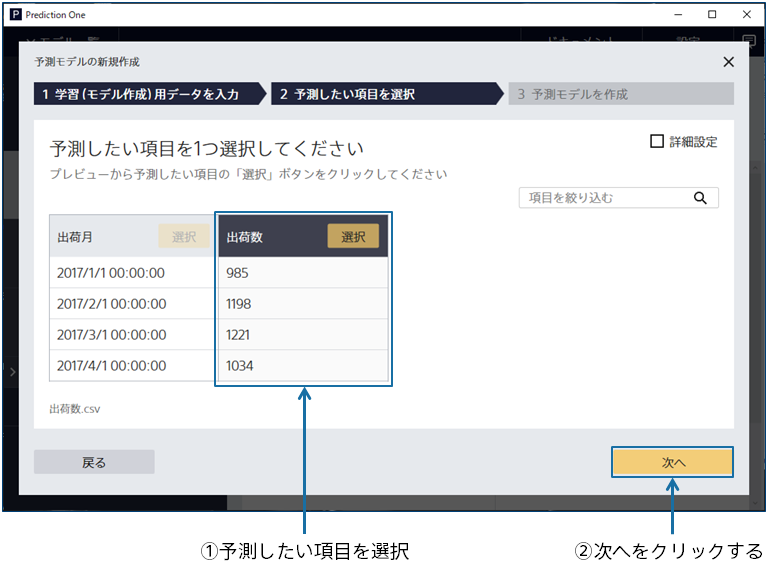 P Prediction One
予測モデルの新規作成
1 学習(モデル作成)用データを入力
2 予測したい項目を選択
3 予測モデルを作成
予測したい項目を1つ選択してください
詳細設定
プレビューから予測したい項目の「選択」ボタンをクリックしてください
項目を絞り込む
出荷月 選択 出荷数 選択
2017/1/1 00:00:00 985
2017/2/1 00:00:00 1198
2017/3/1 00:00:00 1221
2017/4/1 00:00:00 1034
出荷数.csv
戻る
次へ
①予測したい項目を選択
②次へをクリックする